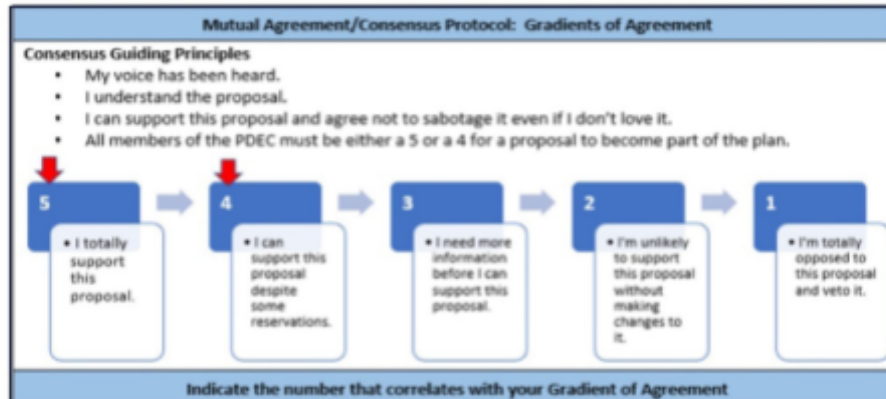 Mutual Agreement/Consensus Protocol: Gradients of Agreement
Consensus Guiding Principles
• My voice has been heard.
• I understand the proposal.
• I can support this proposal and agree not to sabotage it even if I don't love it.
• All members of the PDEC must be either a 5 or a 4 for a proposal to become part of the plan.
5
• I totally
support
this
proposal.
4
• I can
support this
proposal
despite
some
reservations.
3
• I need more
information
before I can
support this
proposal.
2
• I'm unlikely
to support
this proposal
without
making
changes to
it.
1
• I'm totally
opposed to
this proposal
and veto it.
Indicate the number that correlates with your Gradient of Agreement